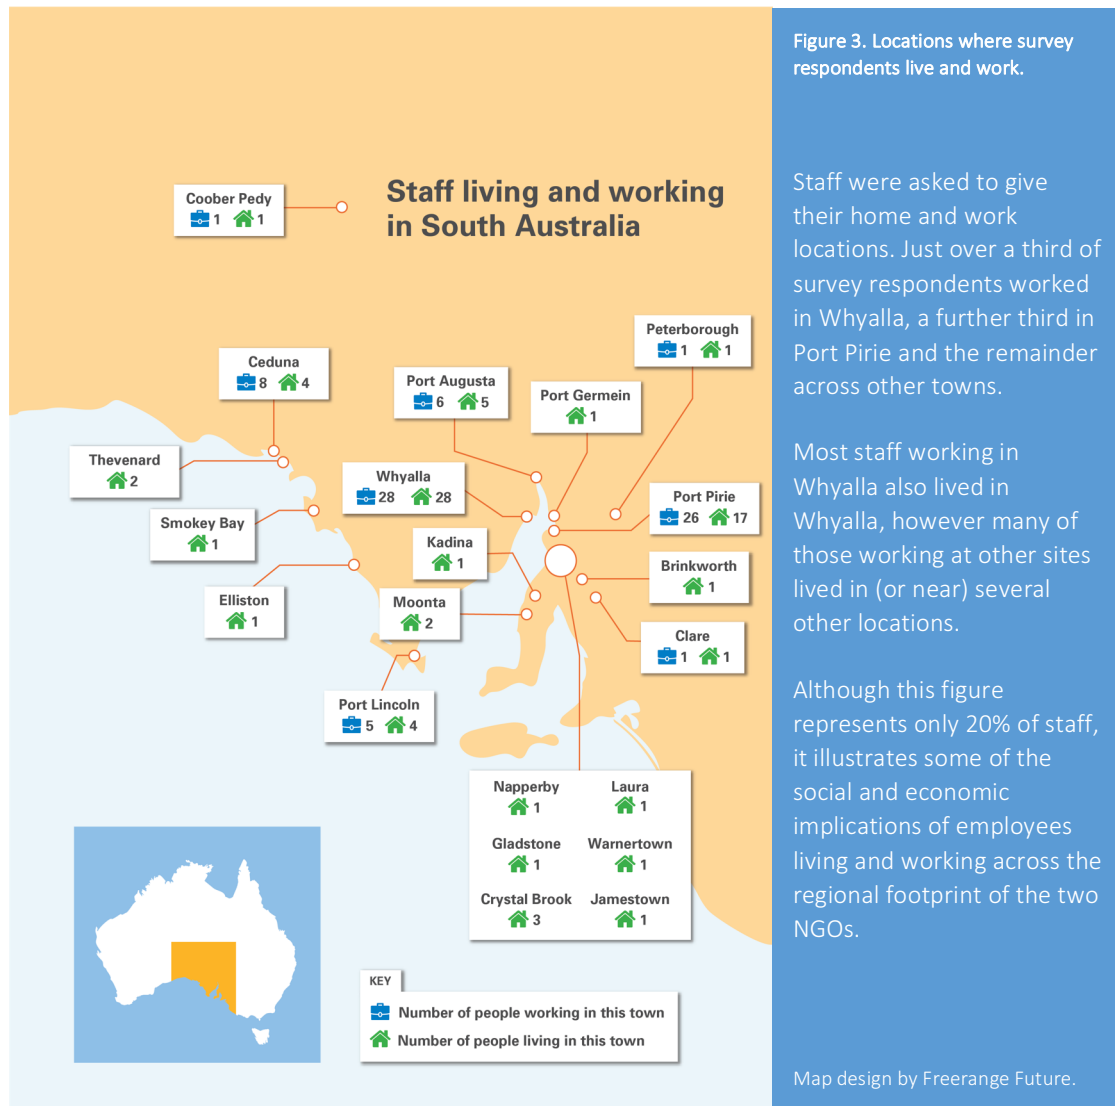 Staff living and working
in South Australia
Coober Pedy
1 1
Peterborough
1 1
Ceduna
8 4
Port Augusta
6 5
Port Germein
1
Thevenard
2
Whyalla
28 28
Port Pirie
26 17
Smokey Bay
1
Kadina
1
Brinkworth
1
Elliston
1
Moonta
2
Clare
1 1
Port Lincoln
5 4
Napperby
1
Laura
1
Gladstone
1
Warnertown
1
Crystal Brook
3
Jamestown
1
KEY
Number of people working in this town
Number of people living in this town
Figure 3. Locations where survey
respondents live and work.
Staff were asked to give
their home and work
locations. Just over a third of
survey respondents worked
in Whyalla, a further third in
Port Pirie and the remainder
across other towns.
Most staff working in
Whyalla also lived in
Whyalla, however many of
those working at other sites
lived in (or near) several
other locations.
Although this figure
represents only 20% of staff,
it illustrates some of the
social and economic
implications of employees
living and working across the
regional footprint of the two
NGOs.
Map design by Freerange Future.